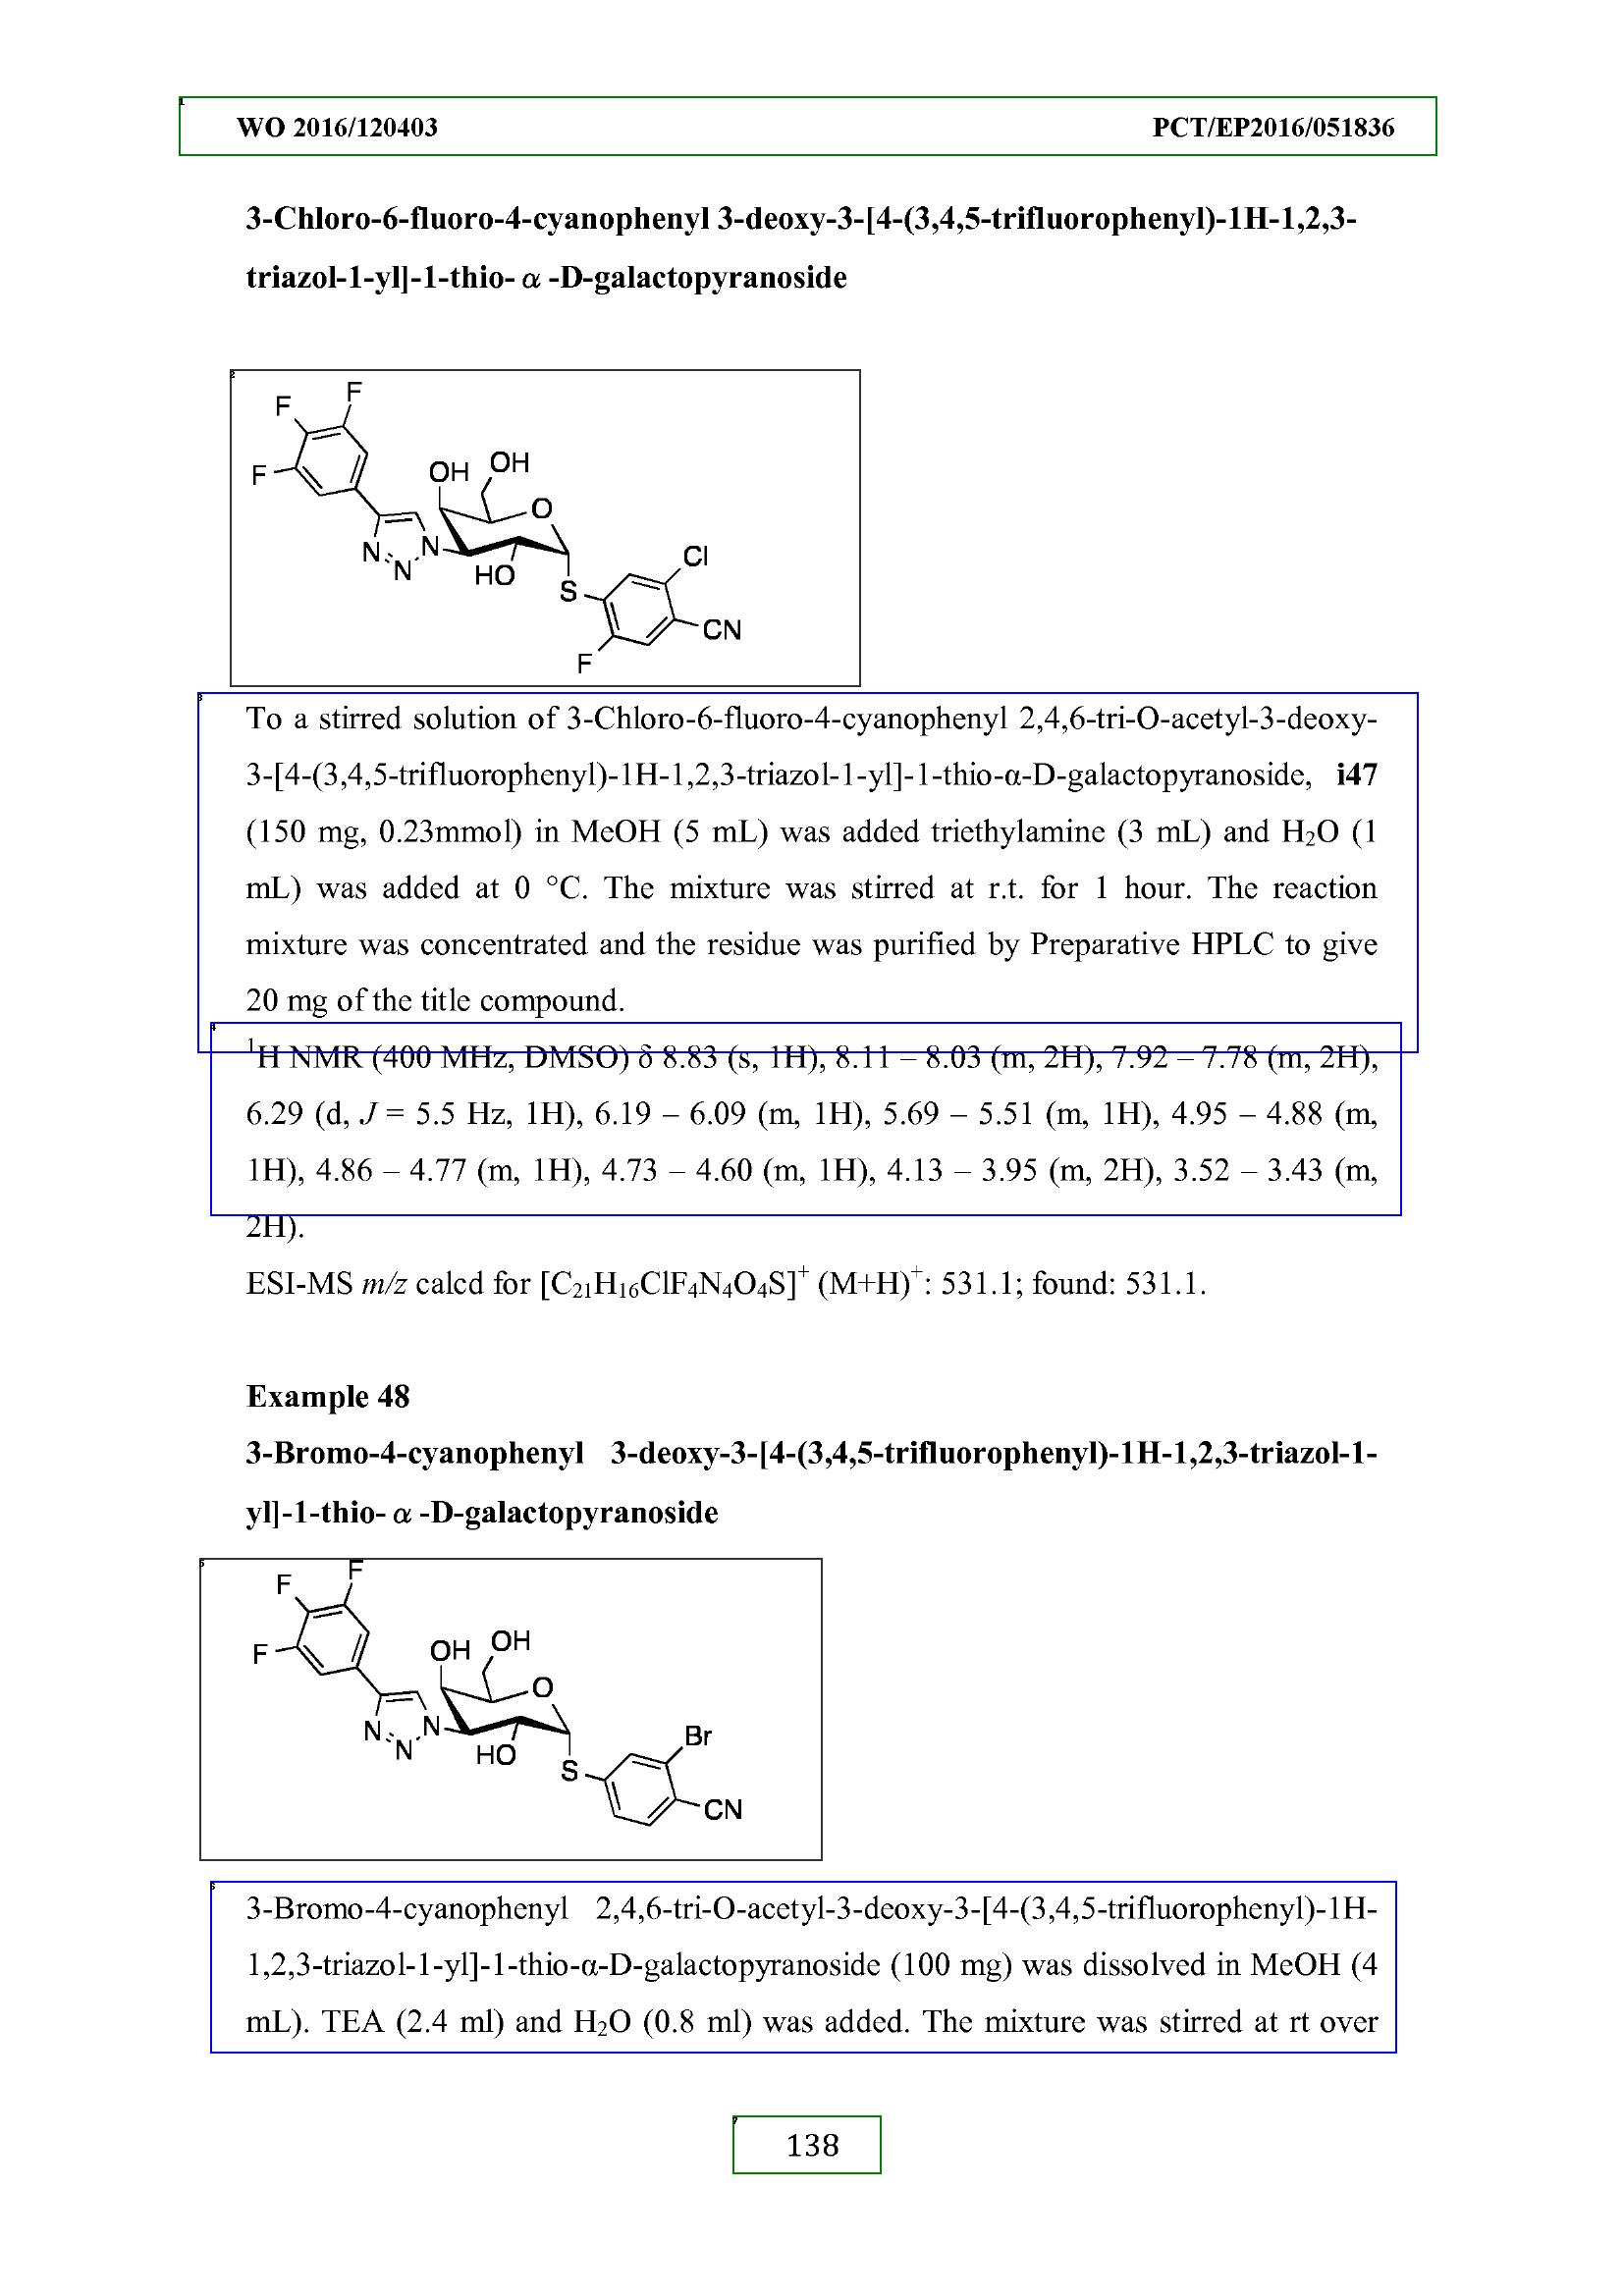 WO 2016/120403 PCT/EP2016/051836
3-Chloro-6-fluoro-4-cyanophenyl 3-deoxy-3-[4-(3,4,5-trifluorophenyl)-1H-1,2,3-
triazol-1-yl]-1-thio-α-D-galactopyranoside
2
F
F
F
OH
OH
O
N
N
N
HO
S
Cl
CN
F
3
To a stirred solution of 3-Chloro-6-fluoro-4-cyanophenyl 2,4,6-tri-O-acetyl-3-deoxy-
3-[4-(3,4,5-trifluorophenyl)-1H-1,2,3-triazol-1-yl]-1-thio-α-D-galactopyranoside, i47
(150 mg, 0.23mmol) in MeOH (5 mL) was added triethylamine (3 mL) and H₂O (1
mL) was added at 0 °C. The mixture was stirred at r.t. for 1 hour. The reaction
mixture was concentrated and the residue was purified by Preparative HPLC to give
20 mg of the title compound.
4
¹H NMR (400 MHz, DMSO) δ 8.83 (s, 1H), 8.11 – 8.03 (m, 2H), 7.92 – 7.78 (m, 2H),
6.29 (d, J = 5.5 Hz, 1H), 6.19 – 6.09 (m, 1H), 5.69 – 5.51 (m, 1H), 4.95 – 4.88 (m,
1H), 4.86 – 4.77 (m, 1H), 4.73 – 4.60 (m, 1H), 4.13 – 3.95 (m, 2H), 3.52 – 3.43 (m,
2H).
ESI-MS m/z calcd for [C₂₁H₁₆ClF₄N₄O₄S]⁺ (M+H)⁺: 531.1; found: 531.1.
Example 48
3-Bromo-4-cyanophenyl 3-deoxy-3-[4-(3,4,5-trifluorophenyl)-1H-1,2,3-triazol-1-
yl]-1-thio-α-D-galactopyranoside
5
F
F
F
OH
OH
O
N
N
N
HO
S
Br
CN
6
3-Bromo-4-cyanophenyl 2,4,6-tri-O-acetyl-3-deoxy-3-[4-(3,4,5-trifluorophenyl)-1H-
1,2,3-triazol-1-yl]-1-thio-α-D-galactopyranoside (100 mg) was dissolved in MeOH (4
mL). TEA (2.4 ml) and H₂O (0.8 ml) was added. The mixture was stirred at rt over
7
138